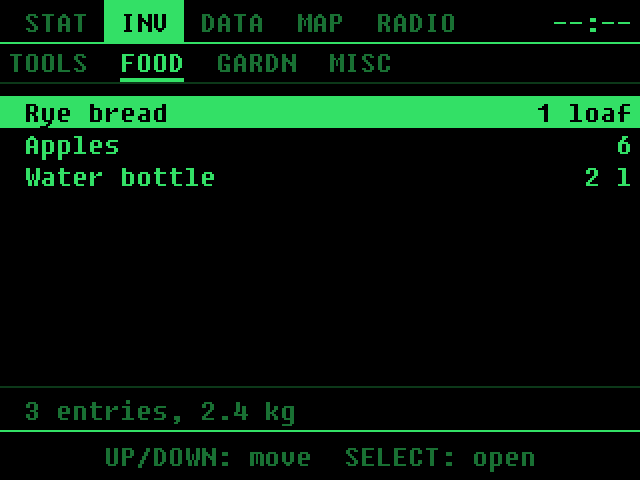 STAT INV DATA MAP RADIO --:--
TOOLS FOOD GARDN MISC
Rye bread 1 loaf
Apples 6
Water bottle 2 l
3 entries, 2.4 kg
UP/DOWN: move SELECT: open